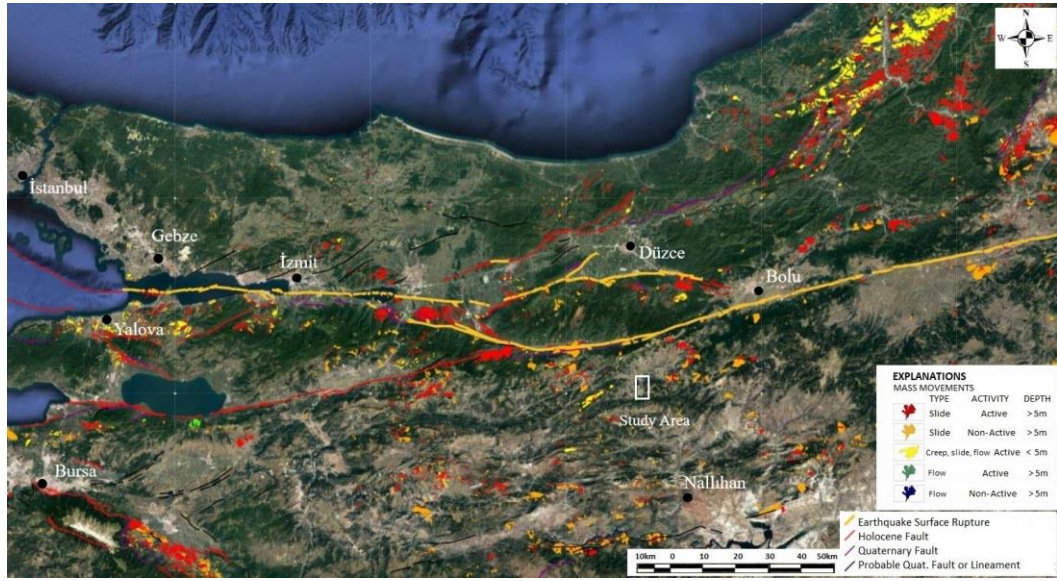 N
W E
S
İstanbul
Gebze
İzmit
Düzce
Bolu
Yalova
Study Area
Bursa
Nallıhan
EXPLANATIONS
MASS MOVEMENTS
TYPE ACTIVITY DEPTH
Slide Active > 5m
Slide Non-Active > 5m
Creep, slide, flow Active < 5m
Flow Active > 5m
Flow Non-Active > 5m
Earthquake Surface Rupture
Holocene Fault
Quaternary Fault
Probable Quat. Fault or Lineament
10km 0 10 20 30 40 50km